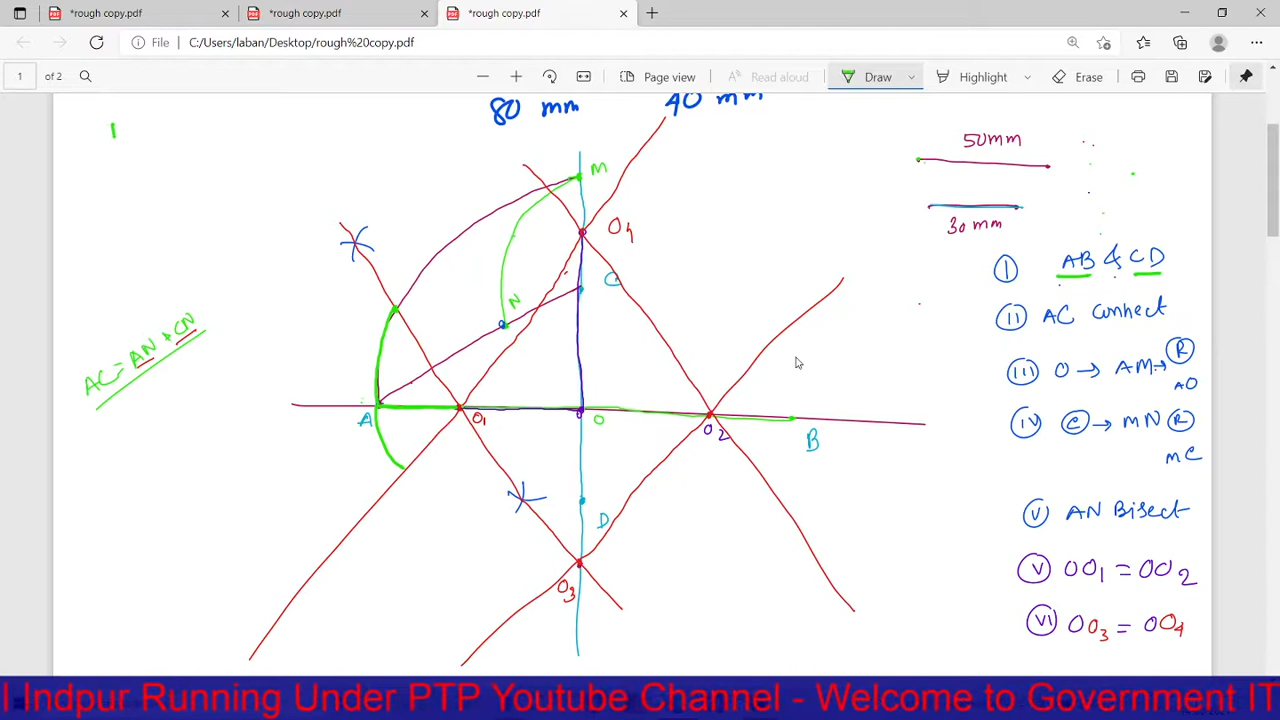 *rough copy.pdf
*rough copy.pdf
*rough copy.pdf
File
C:/Users/laban/Desktop/rough%20copy.pdf
1
of 2
Page view
Read aloud
Draw
Highlight
Erase
80 mm
40 mm
1
50mm
30 mm
M
O4
C
N
AC = AN + CN
A
O1
O
O2
B
D
O3
I AB & CD
II AC Connect
III O → AM → R
AO
IV C → MN R
MC
V AN Bisect
V OO1 = OO2
VI OO3 = OO4
I Indpur Running Under PTP Youtube Channel - Welcome to Government IT